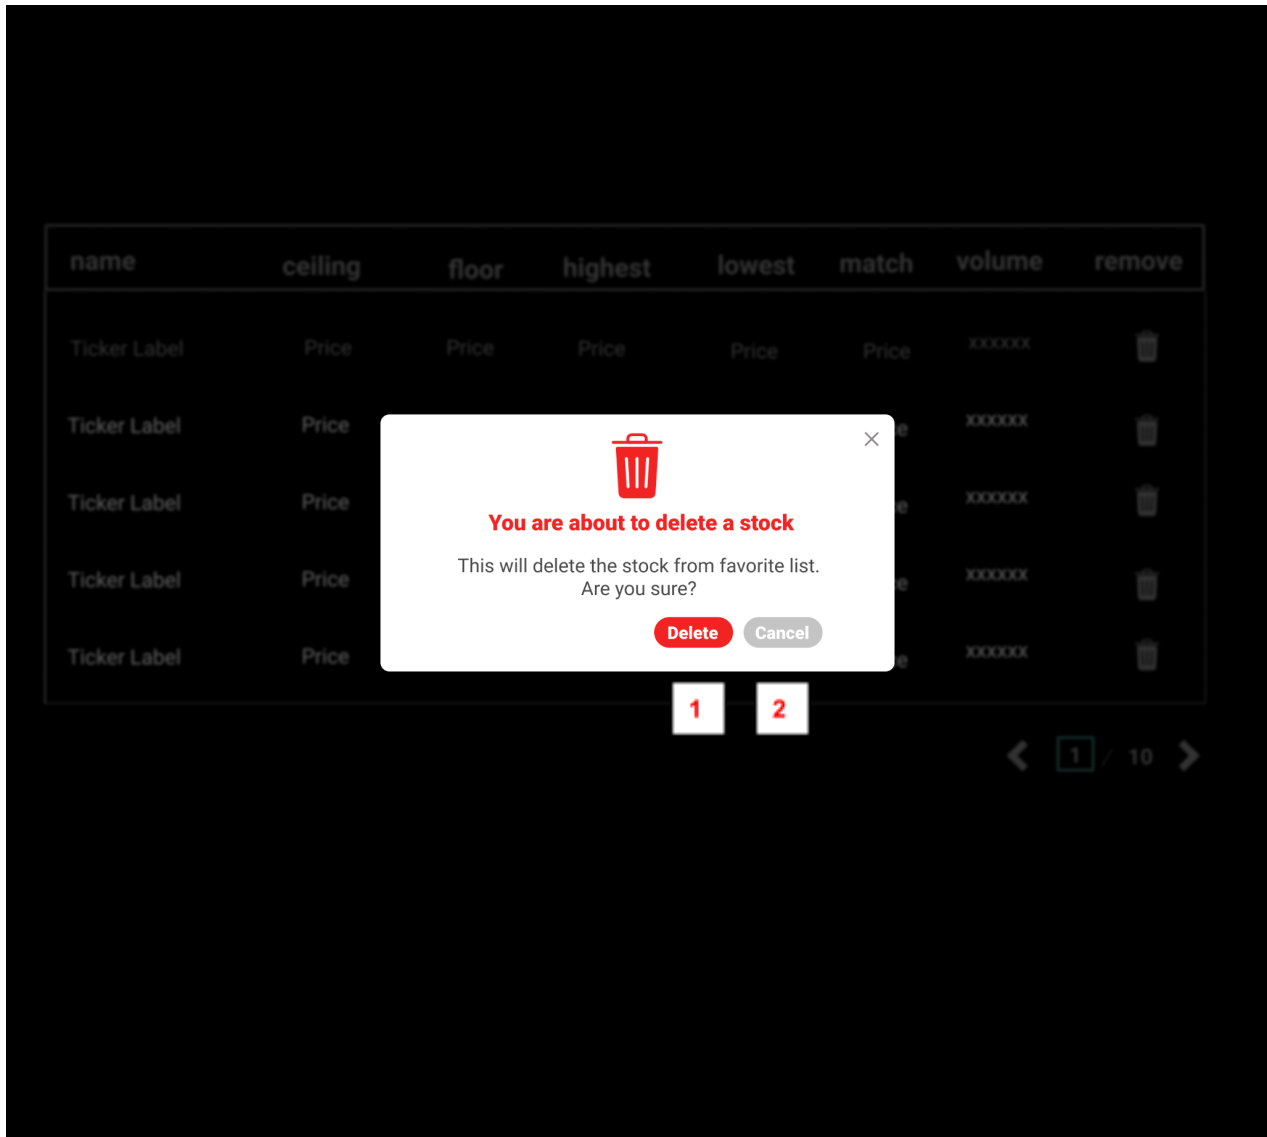 name ceiling floor highest lowest match volume remove
Ticker Label Price Price Price Price Price xxxxxx
Ticker Label Price xxxxxx
Ticker Label Price xxxxxx
Ticker Label Price xxxxxx
Ticker Label Price xxxxxx
You are about to delete a stock
This will delete the stock from favorite list.
Are you sure?
Delete Cancel
1 2
1 / 10